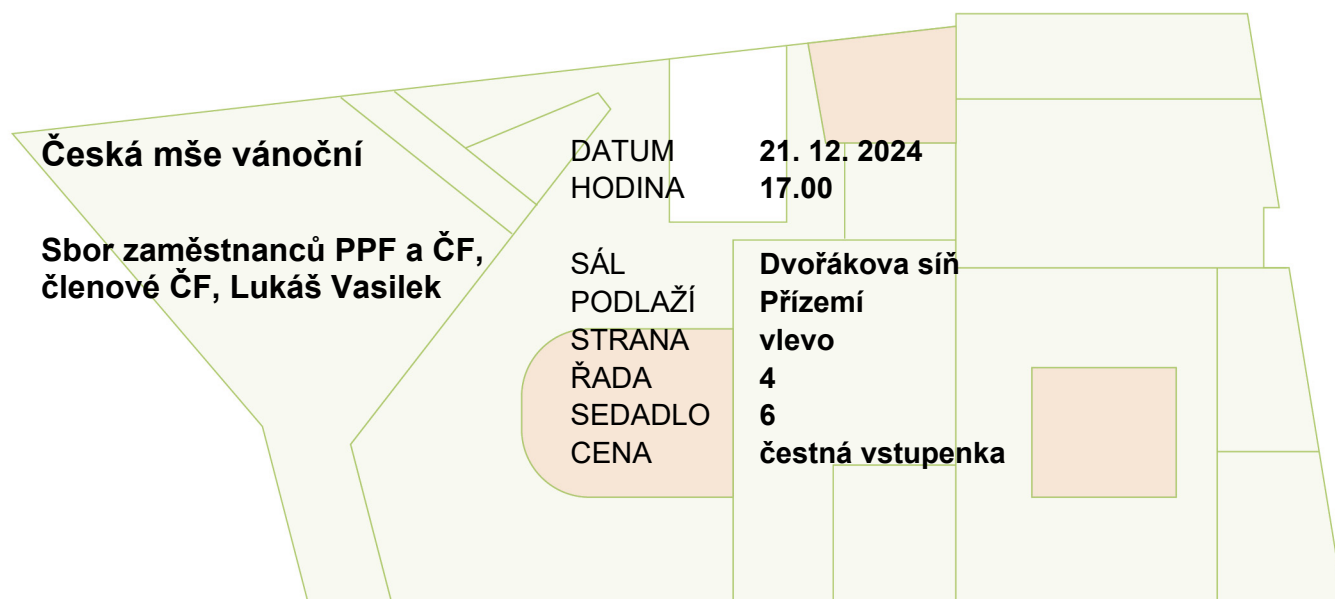 Česká mše vánoční
Sbor zaměstnanců PPF a ČF,
členové ČF, Lukáš Vasilek
DATUM 21. 12. 2024
HODINA 17.00
SÁL Dvořákova síň
PODLAŽÍ Přízemí
STRANA vlevo
ŘADA 4
SEDADLO 6
CENA čestná vstupenka